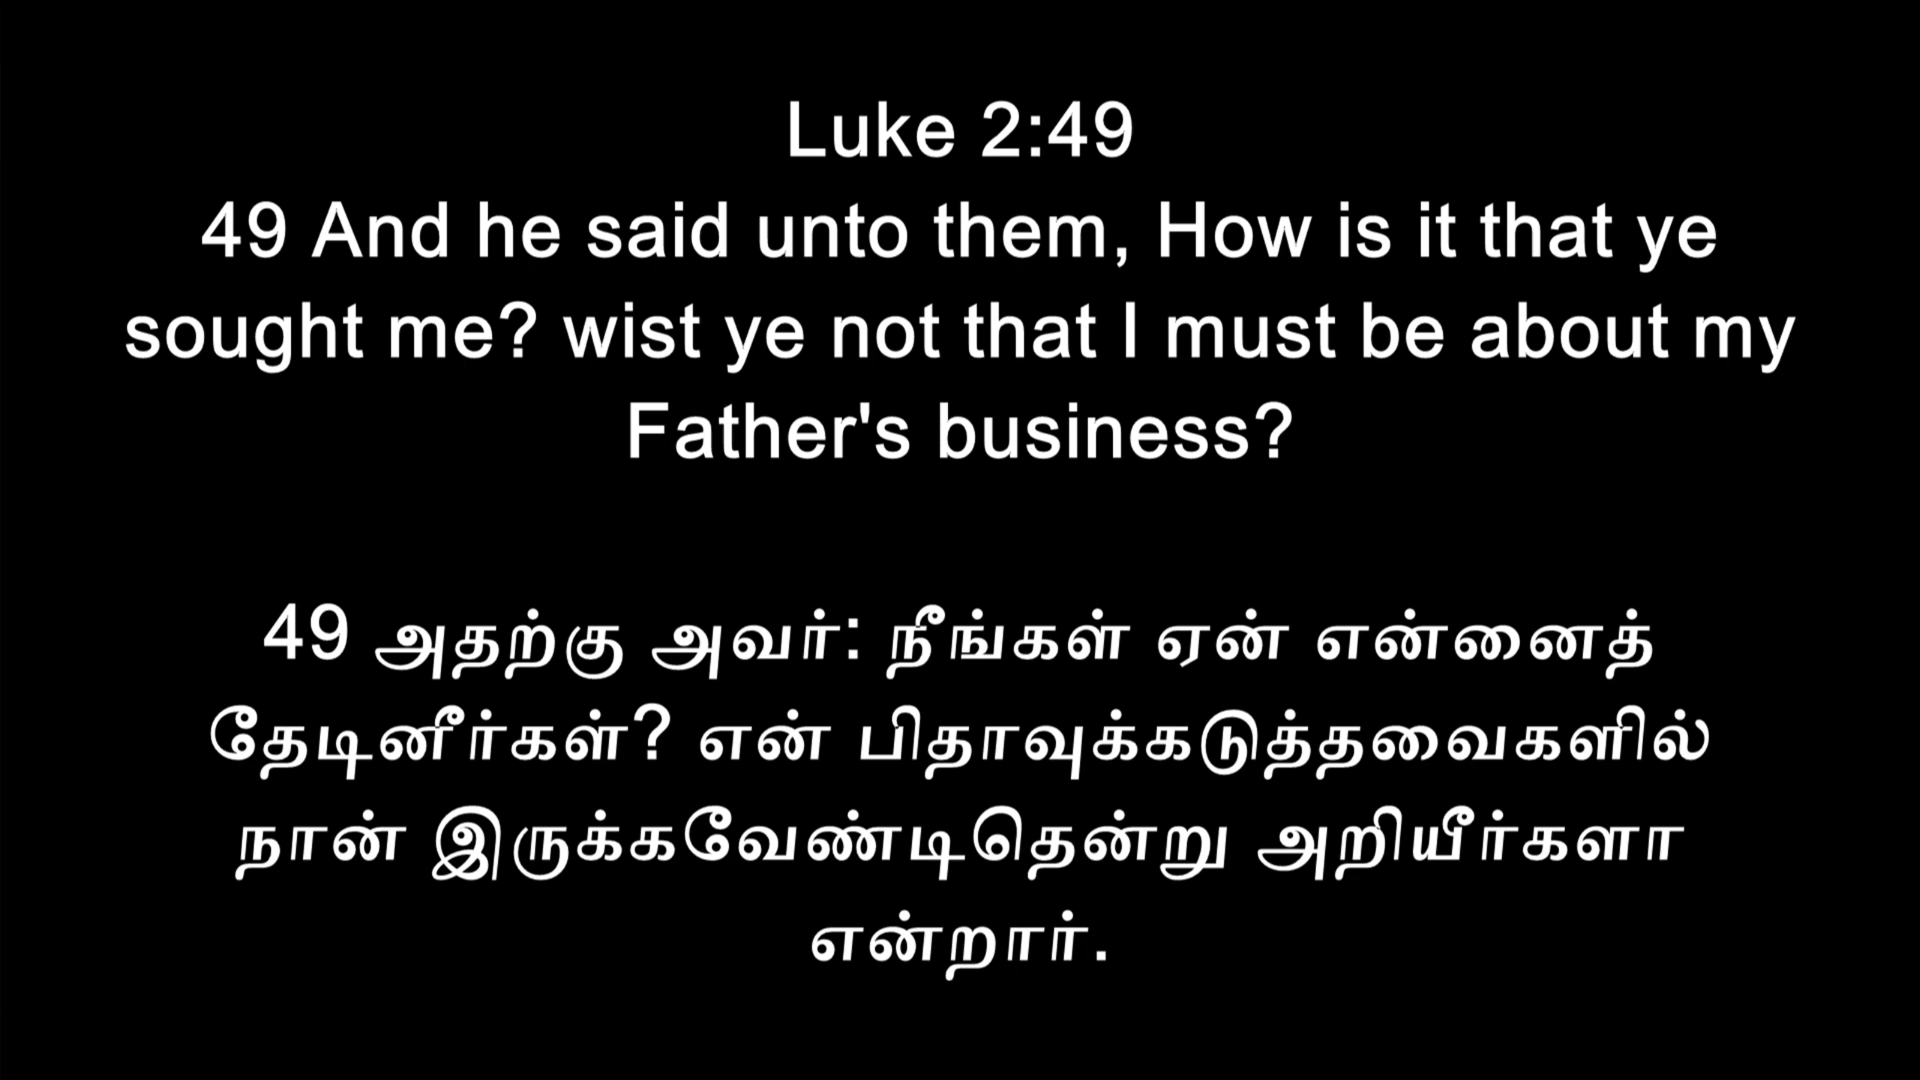 Luke 2:49
49 And he said unto them, How is it that ye
sought me? wist ye not that I must be about my
Father's business?
49 அதற்கு அவர்: நீங்கள் ஏன் என்னைத்
தேடினீர்கள்? என் பிதாவுக்கடுத்தவைகளில்
நான் இருக்கவேண்டிதென்று அறியீர்களா
என்றார்.